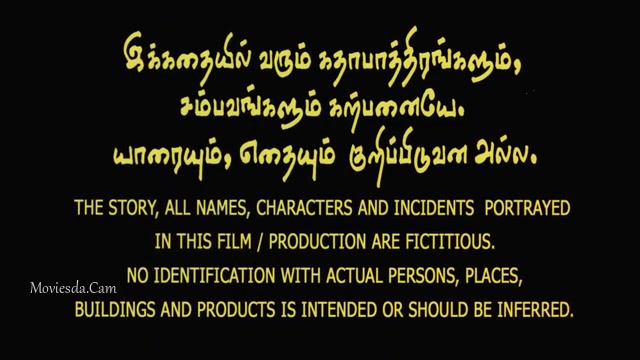 இக்கதையில் வரும் கதாபாத்திரங்களும்,
சம்பவங்களும் கற்பனையே.
யாரையும், எதையும் குறிப்பிடுவன அல்ல.
THE STORY, ALL NAMES, CHARACTERS AND INCIDENTS PORTRAYED
IN THIS FILM / PRODUCTION ARE FICTITIOUS.
NO IDENTIFICATION WITH ACTUAL PERSONS, PLACES,
Moviesda.Cam
BUILDINGS AND PRODUCTS IS INTENDED OR SHOULD BE INFERRED.